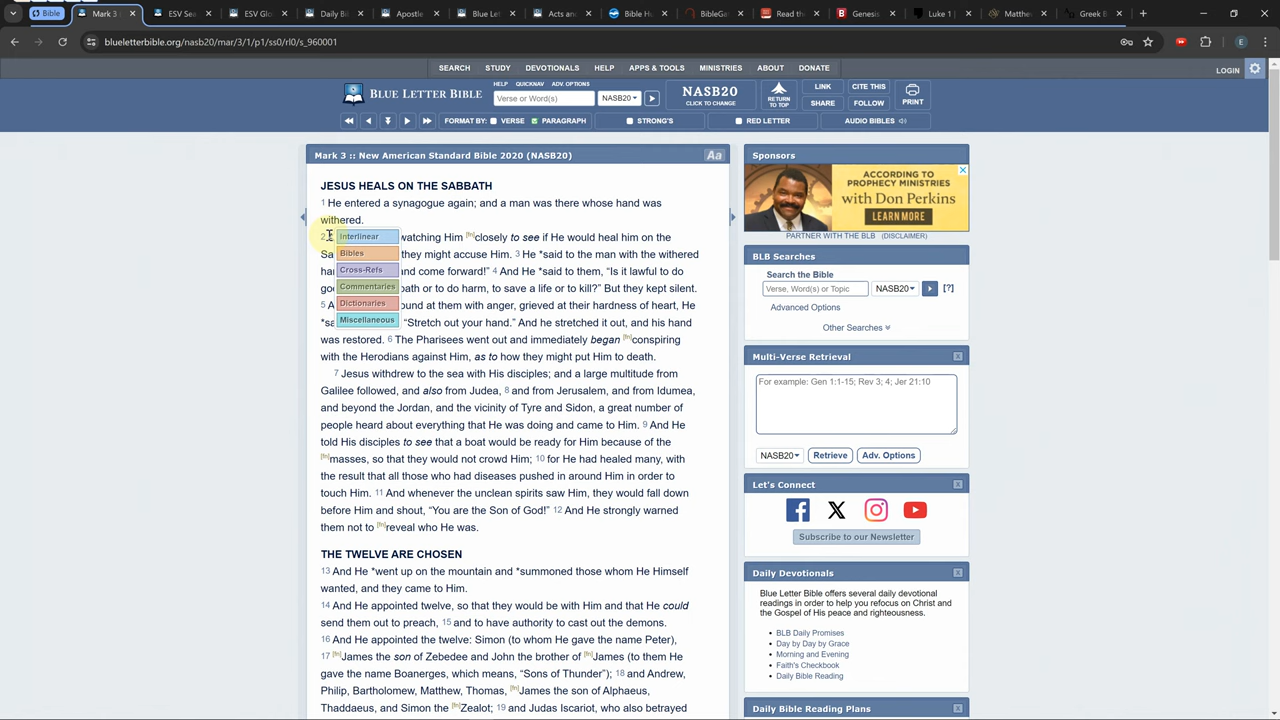 Bible
Mark 3
ESV Sea
ESV Glo
Daily Bi
Apostle
Acts and
Bible Ha
BibleGa
Read the
Genesis
Luke 1
Matthe
Greek B
blueletterbible.org/nasb20/mar/3/1/p1/ss0/rl0/s_960001
E
SEARCH STUDY DEVOTIONALS HELP APPS & TOOLS MINISTRIES ABOUT DONATE
LOGIN
BLUE LETTER BIBLE
HELP QUICKNAV ADV. OPTIONS
Verse or Word(s) NASB20
NASB20
CLICK TO CHANGE
RETURN TO TOP
LINK CITE THIS
SHARE FOLLOW
PRINT
FORMAT BY: VERSE PARAGRAPH STRONG'S RED LETTER AUDIO BIBLES
Mark 3 :: New American Standard Bible 2020 (NASB20) Aa
JESUS HEALS ON THE SABBATH
1 He entered a synagogue again; and a man was there whose hand was
withered.
2 watching Him [fn]closely to see if He would heal him on the
Sa they might accuse Him. 3 He *said to the man with the withered
ha and come forward!” 4 And He *said to them, “Is it lawful to do
go bath or to do harm, to save a life or to kill?” But they kept silent.
5 A ound at them with anger, grieved at their hardness of heart, He
*sa “Stretch out your hand.” And he stretched it out, and his hand
was restored. 6 The Pharisees went out and immediately began [fn]conspiring
with the Herodians against Him, as to how they might put Him to death.
Interlinear
Bibles
Cross-Refs
Commentaries
Dictionaries
Miscellaneous
7 Jesus withdrew to the sea with His disciples; and a large multitude from
Galilee followed, and also from Judea, 8 and from Jerusalem, and from Idumea,
and beyond the Jordan, and the vicinity of Tyre and Sidon, a great number of
people heard about everything that He was doing and came to Him. 9 And He
told His disciples to see that a boat would be ready for Him because of the
[fn]masses, so that they would not crowd Him; 10 for He had healed many, with
the result that all those who had diseases pushed in around Him in order to
touch Him. 11 And whenever the unclean spirits saw Him, they would fall down
before Him and shout, “You are the Son of God!” 12 And He strongly warned
them not to [fn]reveal who He was.
THE TWELVE ARE CHOSEN
13 And He *went up on the mountain and *summoned those whom He Himself
wanted, and they came to Him.
14 And He appointed twelve, so that they would be with Him and that He could
send them out to preach, 15 and to have authority to cast out the demons.
16 And He appointed the twelve: Simon (to whom He gave the name Peter),
17 [fn]James the son of Zebedee and John the brother of [fn]James (to them He
gave the name Boanerges, which means, “Sons of Thunder”); 18 and Andrew,
Philip, Bartholomew, Matthew, Thomas, [fn]James the son of Alphaeus,
Thaddaeus, and Simon the [fn]Zealot; 19 and Judas Iscariot, who also betrayed
Sponsors
ACCORDING TO
PROPHECY MINISTRIES
with Don Perkins
LEARN MORE
PARTNER WITH THE BLB (DISCLAIMER)
BLB Searches
Search the Bible
Verse, Word(s) or Topic NASB20 [?]
Advanced Options
Other Searches
Multi-Verse Retrieval
For example: Gen 1:1-15; Rev 3; 4; Jer 21:10
NASB20 Retrieve Adv. Options
Let's Connect
Subscribe to our Newsletter
Daily Devotionals
Blue Letter Bible offers several daily devotional
readings in order to help you refocus on Christ and
the Gospel of His peace and righteousness.
BLB Daily Promises
Day by Day by Grace
Morning and Evening
Faith's Checkbook
Daily Bible Reading
Daily Bible Reading Plans